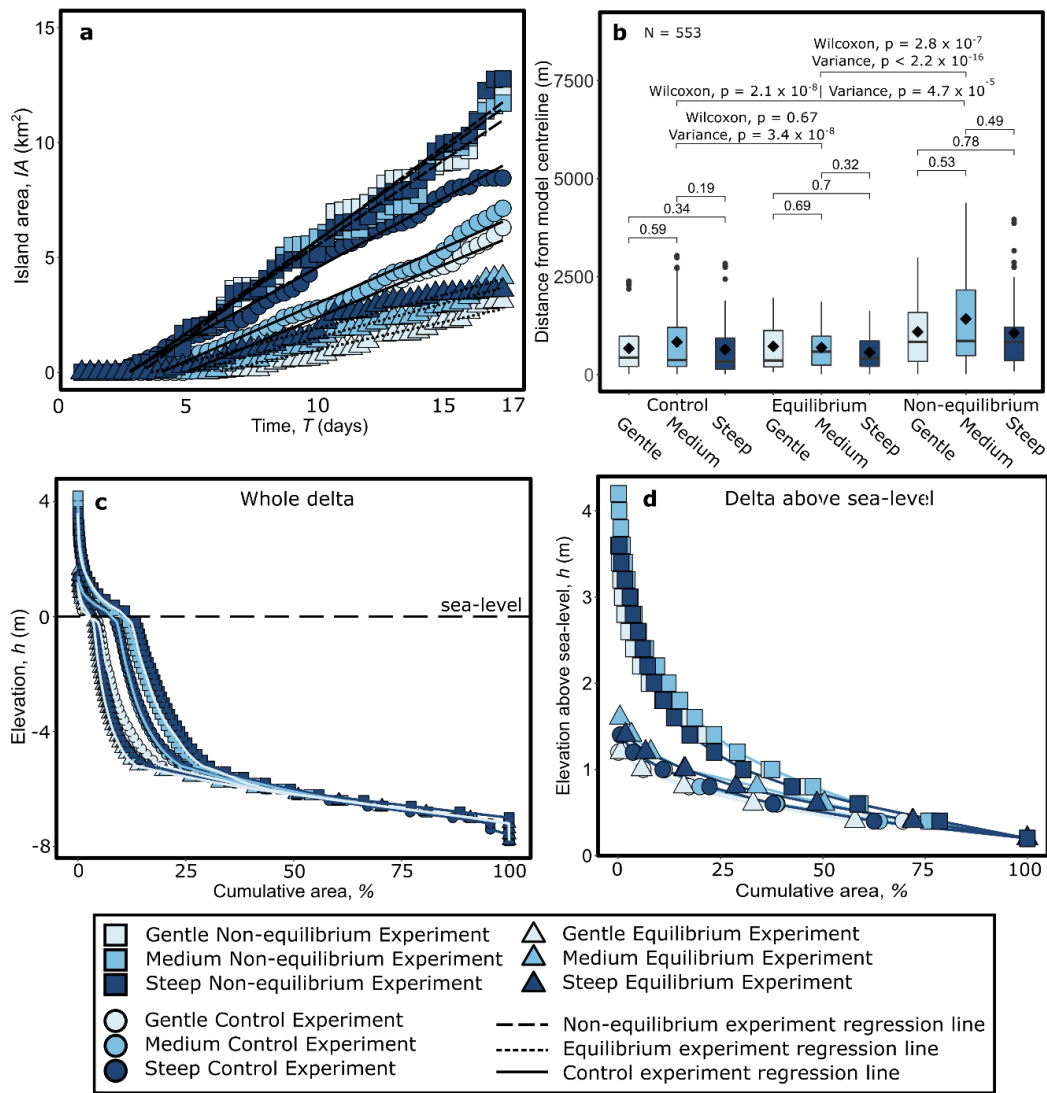 a
15
10
5
0
Island area, IA (km²)
0 5 10 15 17
Time, T (days)
b N = 553
Wilcoxon, p = 2.8 x 10⁻⁷
Variance, p < 2.2 x 10⁻¹⁶
Wilcoxon, p = 2.1 x 10⁻⁸ | Variance, p = 4.7 x 10⁻⁵
Wilcoxon, p = 0.67
Variance, p = 3.4 x 10⁻⁸
0.49
0.78
0.53
0.32
0.7
0.69
0.19
0.34
0.59
7500
5000
2500
0
Distance from model centreline (m)
Control Equilibrium Non-equilibrium
Gentle Medium Steep Gentle Medium Steep Gentle Medium Steep
c Whole delta
sea-level
4
0
-4
-8
Elevation, h (m)
0 25 50 75 100
Cumulative area, %
Delta above sea-level d
4
3
2
1
0
Elevation above sea-level, h (m)
0 25 50 75 100
Cumulative area, %
Gentle Non-equilibrium Experiment
Medium Non-equilibrium Experiment
Steep Non-equilibrium Experiment
Gentle Control Experiment
Medium Control Experiment
Steep Control Experiment
Gentle Equilibrium Experiment
Medium Equilibrium Experiment
Steep Equilibrium Experiment
Non-equilibrium experiment regression line
Equilibrium experiment regression line
Control experiment regression line